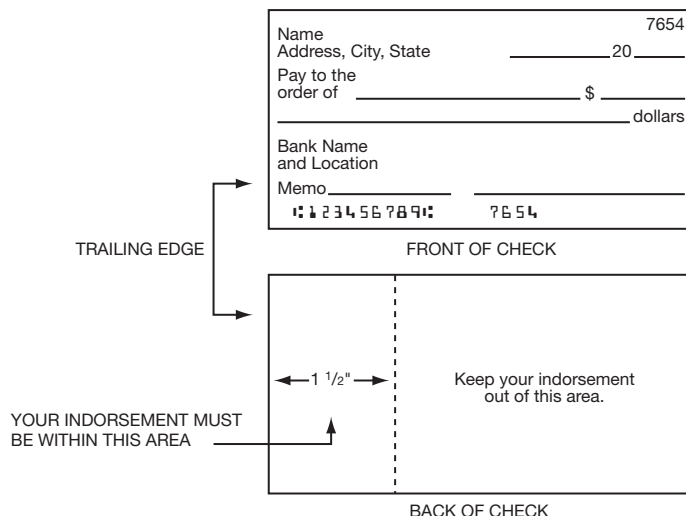 7654
Name
Address, City, State 20
Pay to the
order of $
dollars
Bank Name
and Location
Memo
⑆123456789⑆ 7654
TRAILING EDGE
FRONT OF CHECK
1 1/2"
Keep your indorsement
out of this area.
YOUR INDORSEMENT MUST
BE WITHIN THIS AREA
BACK OF CHECK